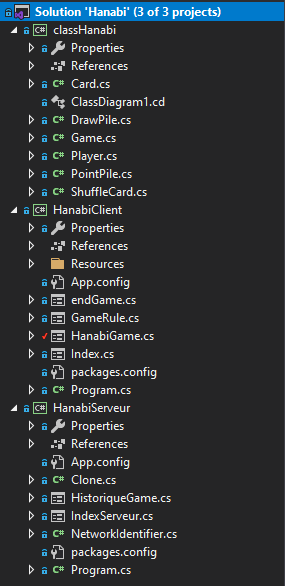 Solution 'Hanabi' (3 of 3 projects)
C# classHanabi
Properties
References
C# Card.cs
ClassDiagram1.cd
C# DrawPile.cs
C# Game.cs
C# Player.cs
C# PointPile.cs
C# ShuffleCard.cs
C# HanabiClient
Properties
References
Resources
App.config
endGame.cs
GameRule.cs
HanabiGame.cs
Index.cs
packages.config
C# Program.cs
C# HanabiServeur
Properties
References
App.config
C# Clone.cs
HistoriqueGame.cs
IndexServeur.cs
C# NetworkIdentifier.cs
packages.config
C# Program.cs